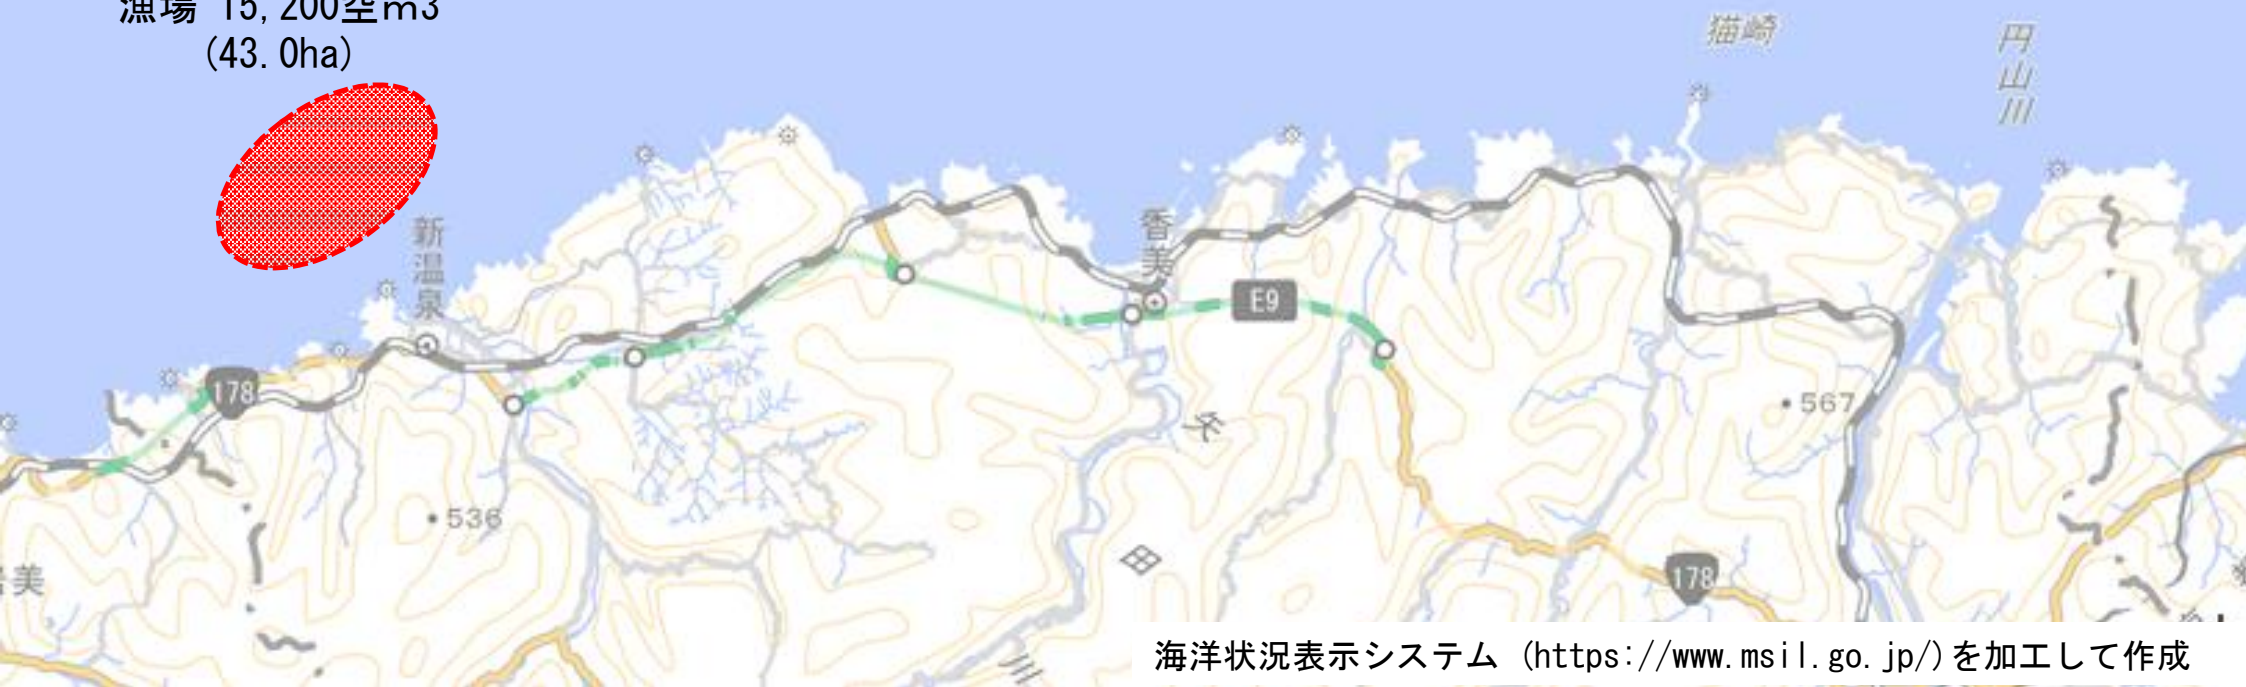 漁場 15,200空m3
(43.0ha)
猫崎
円山川
新温泉
香美
E9
178
567
536
美
178
川
海洋状況表示システム (https://www.msil.go.jp/)を加工して作成